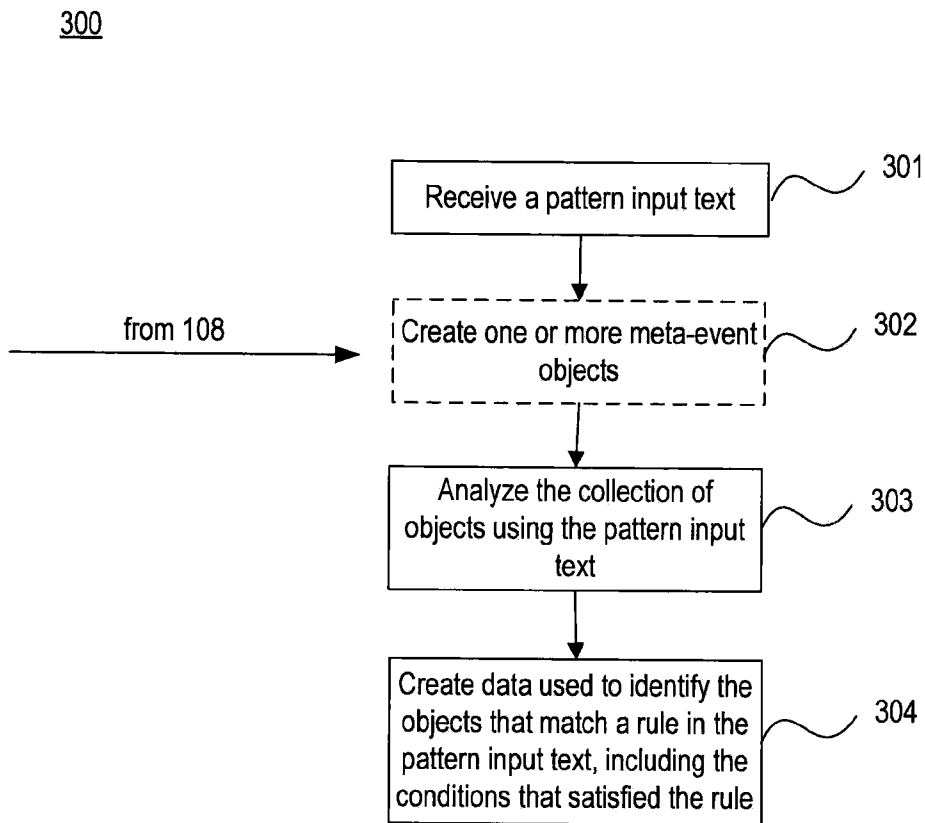 300
301
Receive a pattern input text
from 108
302
Create one or more meta-event
objects
303
Analyze the collection of
objects using the pattern input
text
304
Create data used to identify the
objects that match a rule in the
pattern input text, including the
conditions that satisfied the rule